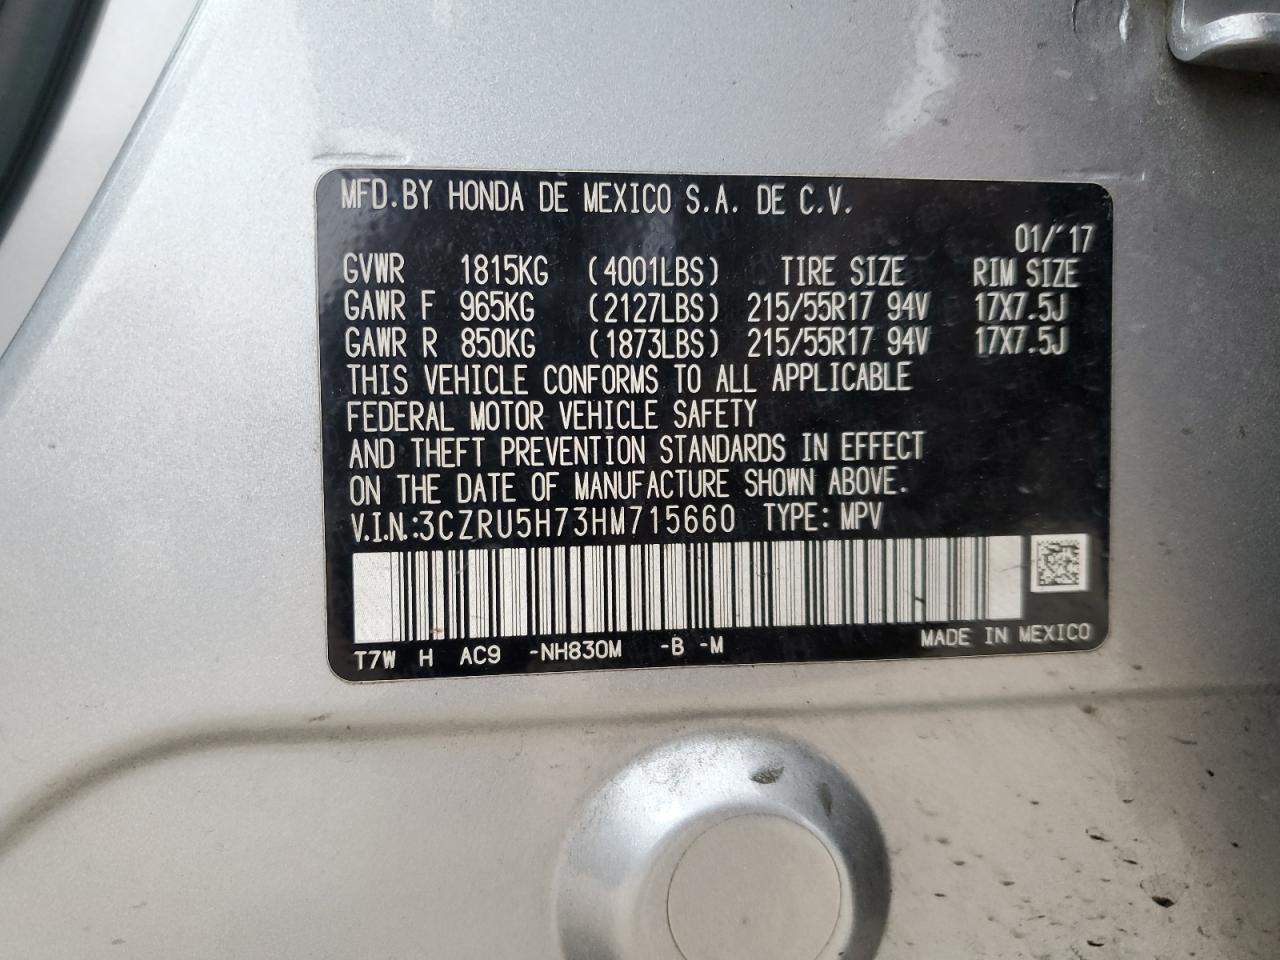 MFD.BY HONDA DE MEXICO S.A. DE C.V.
01/'17
GVWR 1815KG (4001LBS) TIRE SIZE RIM SIZE
GAWR F 965KG (2127LBS) 215/55R17 94V 17X7.5J
GAWR R 850KG (1873LBS) 215/55R17 94V 17X7.5J
THIS VEHICLE CONFORMS TO ALL APPLICABLE
FEDERAL MOTOR VEHICLE SAFETY
AND THEFT PREVENTION STANDARDS IN EFFECT
ON THE DATE OF MANUFACTURE SHOWN ABOVE.
V.I.N.:3CZRU5H73HM715660 TYPE: MPV
T7W H AC9 -NH830M -B -M MADE IN MEXICO